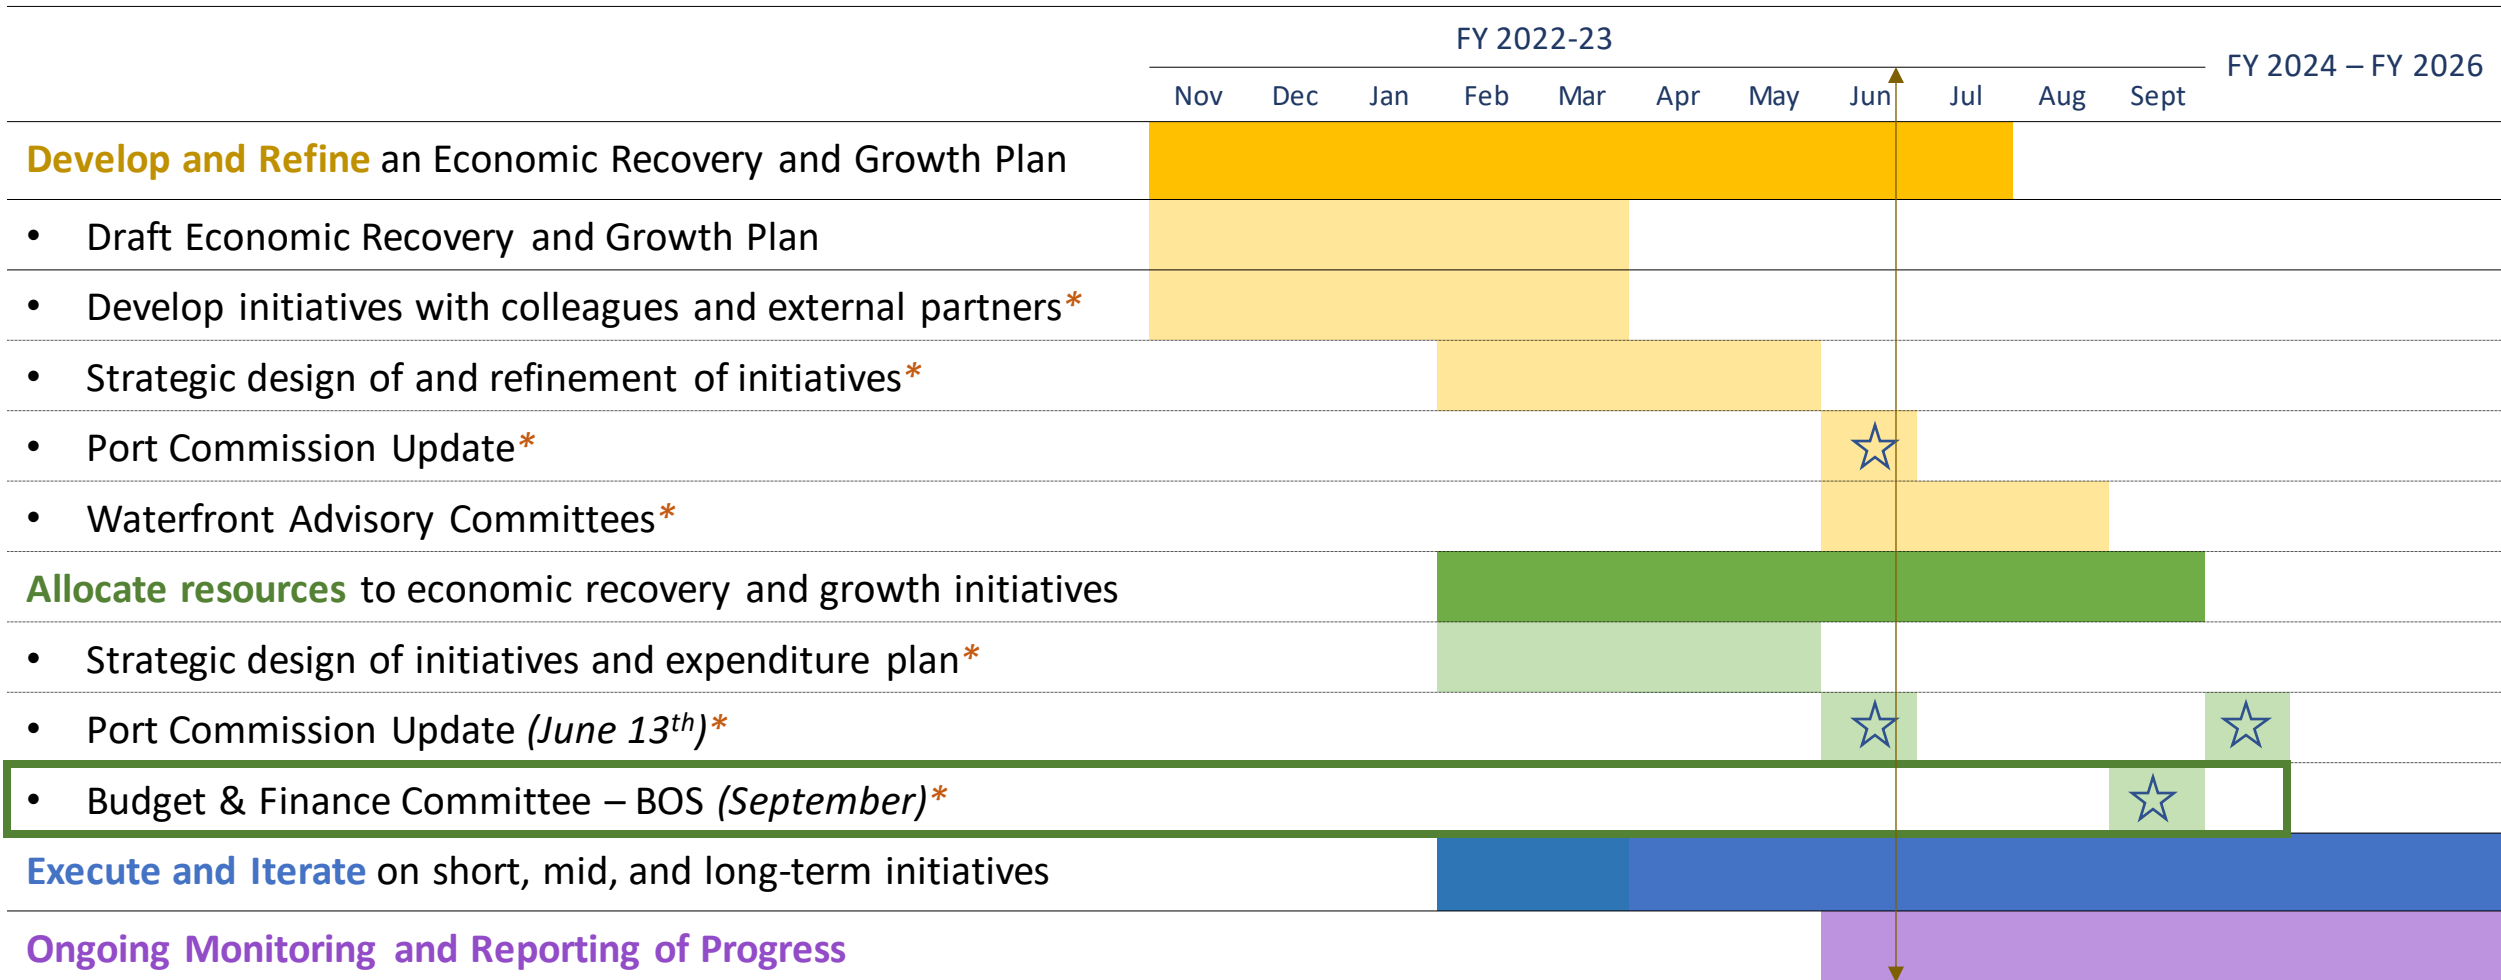 FY 2022-23
FY 2024 – FY 2026
Nov Dec Jan Feb Mar Apr May Jun Jul Aug Sept
Develop and Refine an Economic Recovery and Growth Plan
• Draft Economic Recovery and Growth Plan
• Develop initiatives with colleagues and external partners*
• Strategic design of and refinement of initiatives*
• Port Commission Update*
• Waterfront Advisory Committees*
Allocate resources to economic recovery and growth initiatives
• Strategic design of initiatives and expenditure plan*
• Port Commission Update (June 13th)*
• Budget & Finance Committee – BOS (September)*
Execute and Iterate on short, mid, and long-term initiatives
Ongoing Monitoring and Reporting of Progress